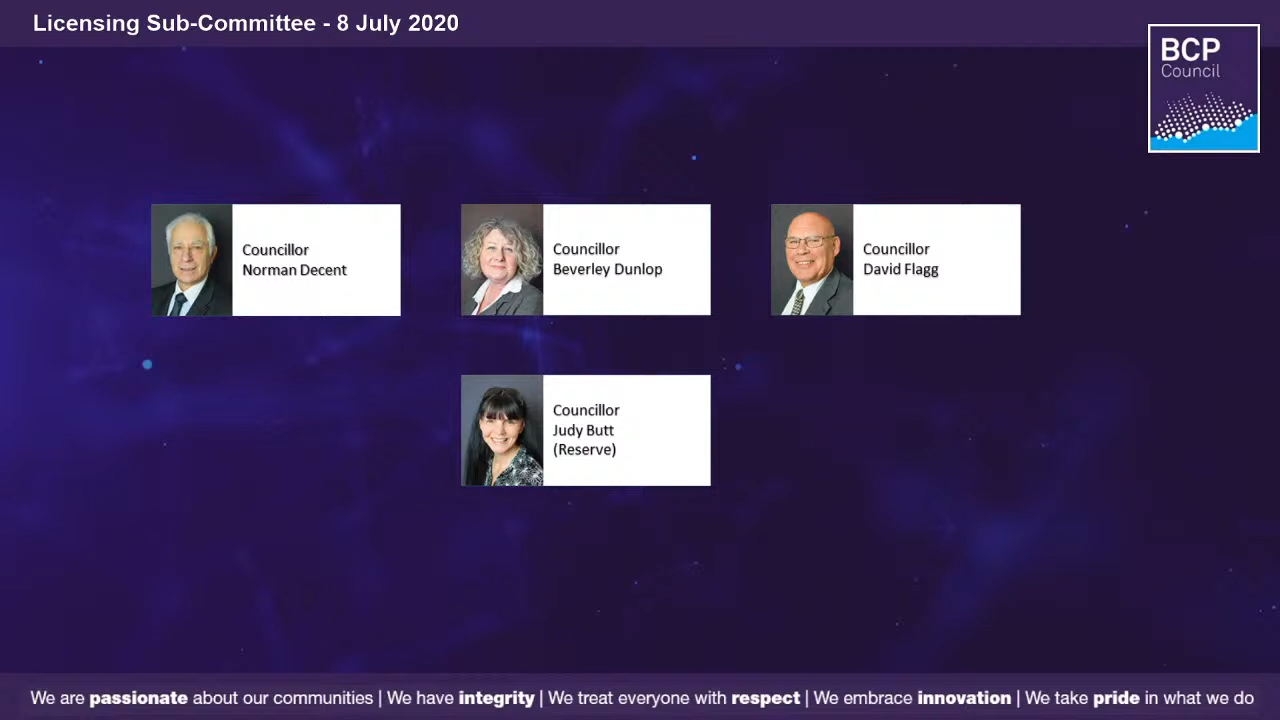 Licensing Sub-Committee - 8 July 2020
BCP
Council
Councillor
Norman Decent
Councillor
Beverley Dunlop
Councillor
David Flagg
Councillor
Judy Butt
(Reserve)
We are passionate about our communities | We have integrity | We treat everyone with respect | We embrace innovation | We take pride in what we do